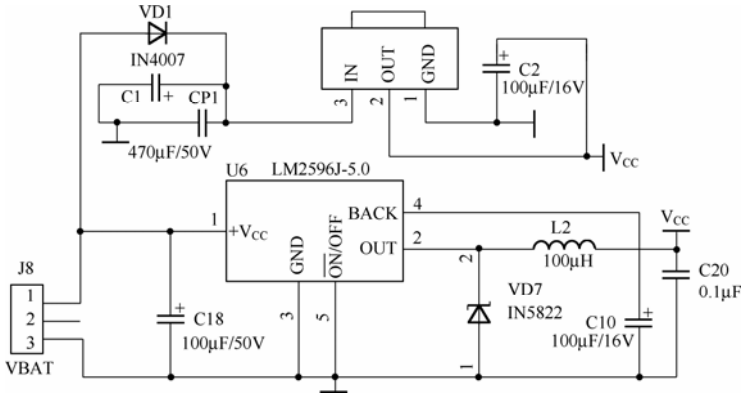 VD1
IN4007
C1
+
CP1
470μF/50V
IN
OUT
GND
3
2
1
+
C2
100μF/16V
VCC
U6
LM2596J-5.0
1
+VCC
GND
ON/OFF
BACK
OUT
4
2
3
5
L2
100μH
VCC
C20
0.1μF
J8
1
2
3
VBAT
+
C18
100μF/50V
2
VD7
IN5822
1
+
C10
100μF/16V